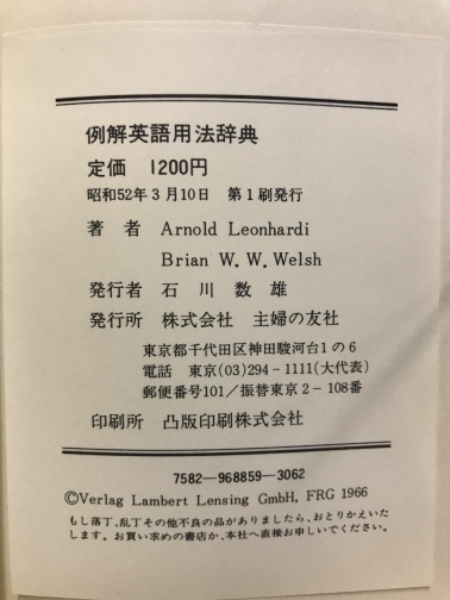 例解英語用法辞典
定価 1200円
昭和52年3月10日 第1刷発行
著者 Arnold Leonhardi
Brian W. W. Welsh
発行者 石川数雄
発行所 株式会社 主婦の友社
東京都千代田区神田駿河台1の6
電話 東京(03)294-1111(大代表)
郵便番号101/振替東京2-108番
印刷所 凸版印刷株式会社
7582-968859-3062
©Verlag Lambert Lensing GmbH, FRG 1966
もし落丁、乱丁その他不良の品がありましたら、おとりかえいた
します。お買い求めの書店か、本社へ直接お申しいでください。